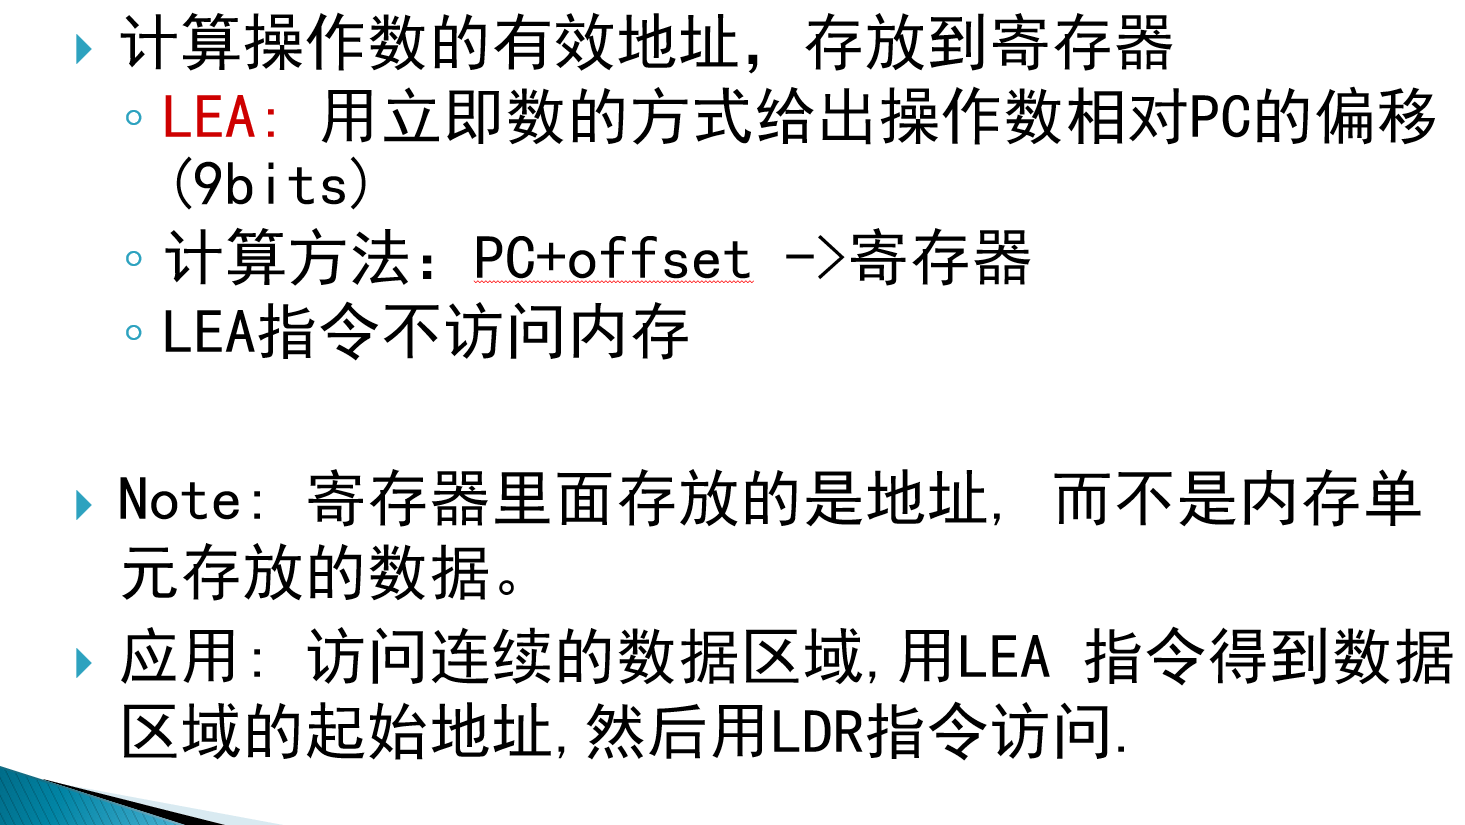 计算操作数的有效地址，存放到寄存器
LEA: 用立即数的方式给出操作数相对PC的偏移
(9bits)
计算方法：PC+offset ->寄存器
LEA指令不访问内存
Note: 寄存器里面存放的是地址, 而不是内存单
元存放的数据。
应用: 访问连续的数据区域,用LEA 指令得到数据
区域的起始地址,然后用LDR指令访问.